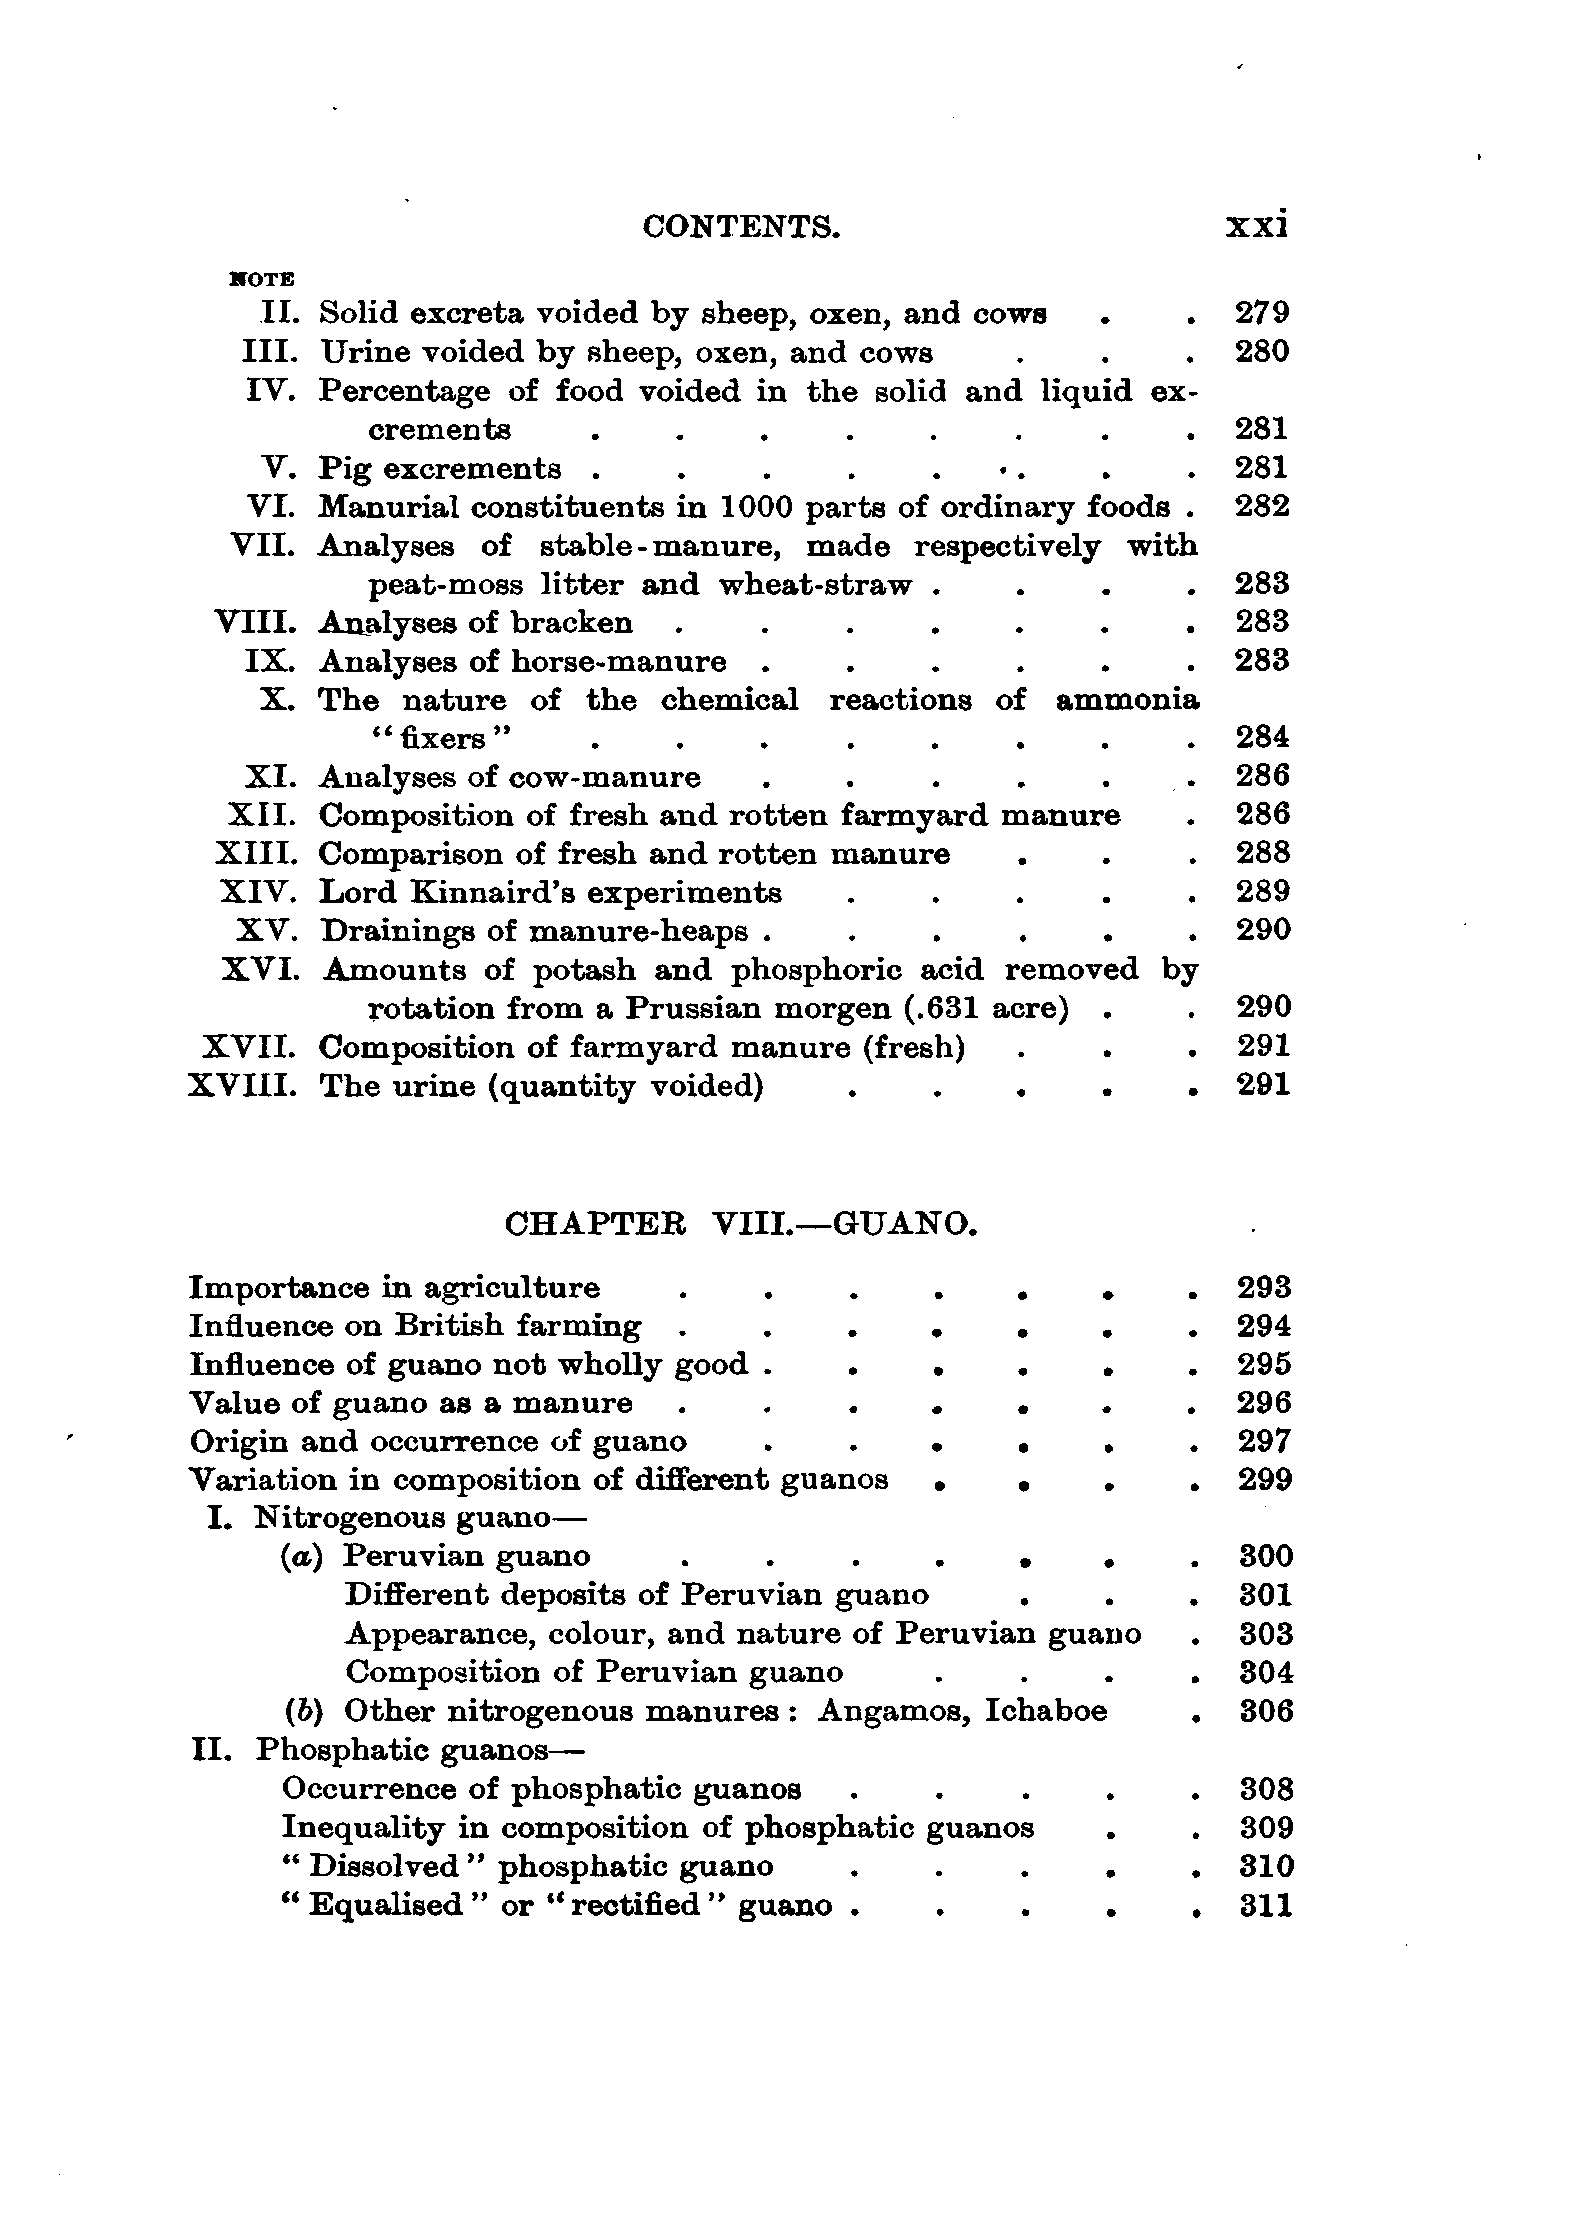 CONTENTS. xxi
NOTE
II. Solid excreta voided by sheep, oxen, and cows . . 279
III. Urine voided by sheep, oxen, and cows . . . 280
IV. Percentage of food voided in the solid and liquid ex-
crements . . . . . . . . 281
V. Pig excrements . . . . . . . . 281
VI. Manurial constituents in 1000 parts of ordinary foods . 282
VII. Analyses of stable-manure, made respectively with
peat-moss litter and wheat-straw . . . . 283
VIII. Analyses of bracken . . . . . . . 283
IX. Analyses of horse-manure . . . . . . 283
X. The nature of the chemical reactions of ammonia
"fixers" . . . . . . . . 284
XI. Analyses of cow-manure . . . . . . 286
XII. Composition of fresh and rotten farmyard manure . 286
XIII. Comparison of fresh and rotten manure . . . 288
XIV. Lord Kinnaird's experiments . . . . . 289
XV. Drainings of manure-heaps . . . . . . 290
XVI. Amounts of potash and phosphoric acid removed by
rotation from a Prussian morgen (.631 acre) . . 290
XVII. Composition of farmyard manure (fresh) . . . 291
XVIII. The urine (quantity voided) . . . . . 291
CHAPTER VIII.—GUANO.
Importance in agriculture . . . . . . . 293
Influence on British farming . . . . . . . 294
Influence of guano not wholly good . . . . . . 295
Value of guano as a manure . . . . . . . 296
Origin and occurrence of guano . . . . . . 297
Variation in composition of different guanos . . . . 299
I. Nitrogenous guano—
(a) Peruvian guano . . . . . . . 300
Different deposits of Peruvian guano . . . 301
Appearance, colour, and nature of Peruvian guano . 303
Composition of Peruvian guano . . . . 304
(b) Other nitrogenous manures: Angamos, Ichaboe . 306
II. Phosphatic guanos—
Occurrence of phosphatic guanos . . . . . 308
Inequality in composition of phosphatic guanos . . 309
"Dissolved" phosphatic guano . . . . . 310
"Equalised" or "rectified" guano . . . . . 311